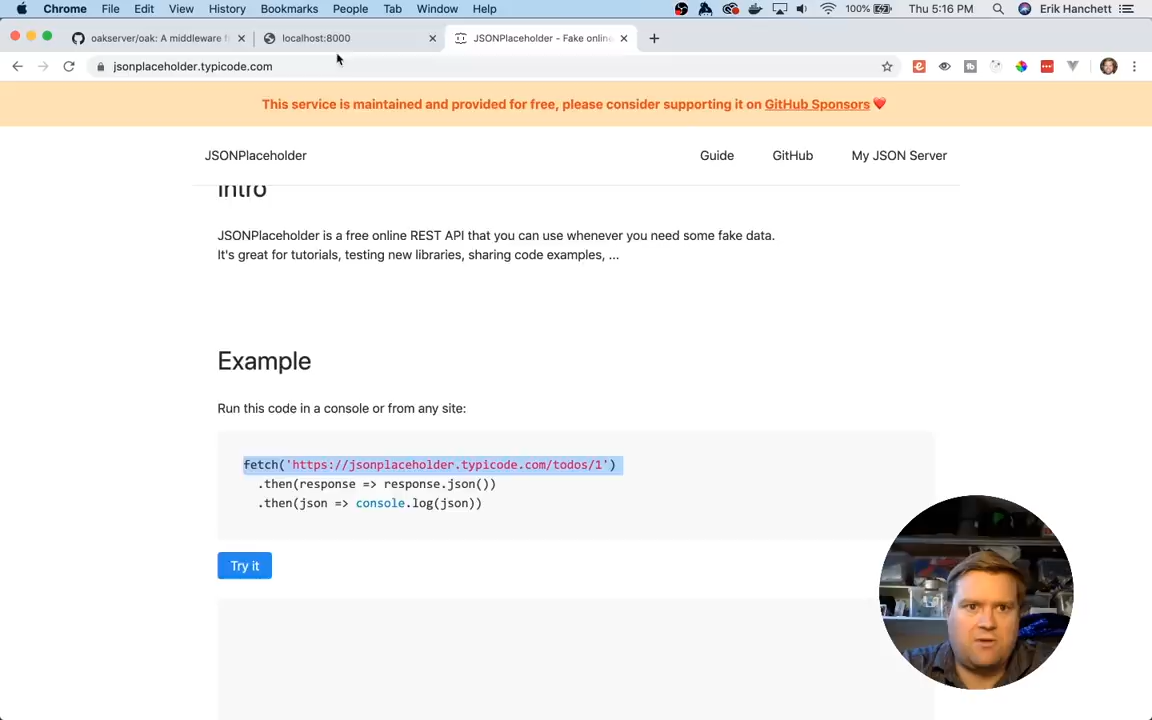 Chrome File Edit View History Bookmarks People Tab Window Help 100% Thu 5:16 PM Erik Hanchett
oakserver/oak: A middleware f localhost:8000 JSONPlaceholder - Fake online
jsonplaceholder.typicode.com
This service is maintained and provided for free, please consider supporting it on GitHub Sponsors ❤️
JSONPlaceholder Guide GitHub My JSON Server
Intro
JSONPlaceholder is a free online REST API that you can use whenever you need some fake data.
It's great for tutorials, testing new libraries, sharing code examples, ...
Example
Run this code in a console or from any site:
fetch('https://jsonplaceholder.typicode.com/todos/1')
.then(response => response.json())
.then(json => console.log(json))
Try it